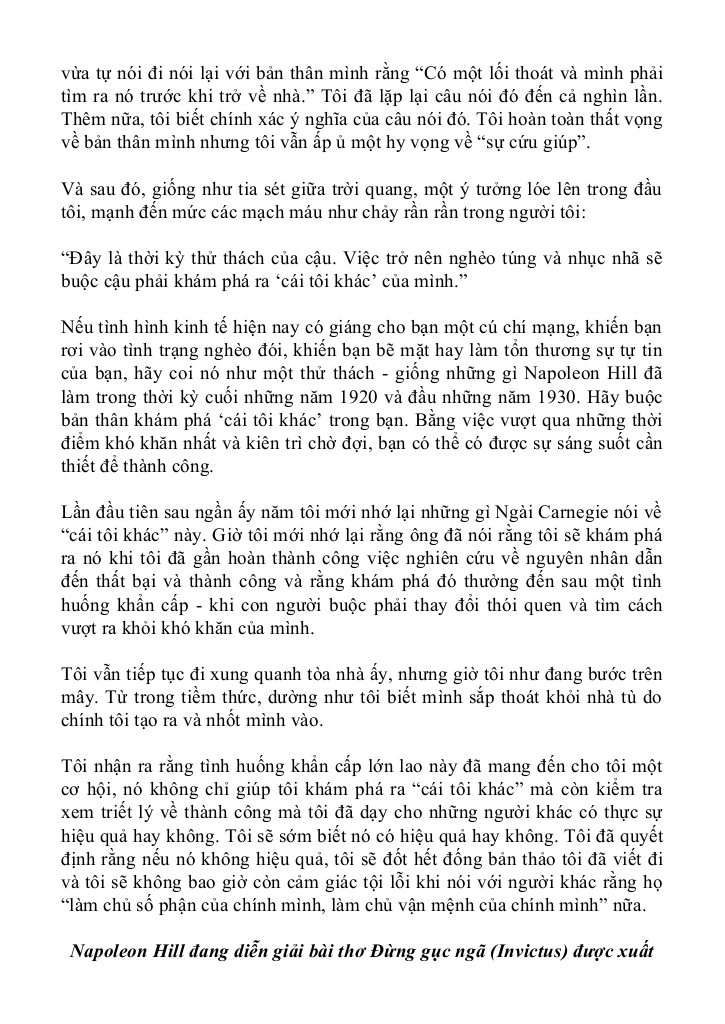 vừa tự nói đi nói lại với bản thân mình rằng “Có một lối thoát và mình phải
tìm ra nó trước khi trở về nhà.” Tôi đã lặp lại câu nói đó đến cả nghìn lần.
Thêm nữa, tôi biết chính xác ý nghĩa của câu nói đó. Tôi hoàn toàn thất vọng
về bản thân mình nhưng tôi vẫn ấp ủ một hy vọng về “sự cứu giúp”.
Và sau đó, giống như tia sét giữa trời quang, một ý tưởng lóe lên trong đầu
tôi, mạnh đến mức các mạch máu như chảy rần rần trong người tôi:
“Đây là thời kỳ thử thách của cậu. Việc trở nên nghèo túng và nhục nhã sẽ
buộc cậu phải khám phá ra ‘cái tôi khác’ của mình.”
Nếu tình hình kinh tế hiện nay có giáng cho bạn một cú chí mạng, khiến bạn
rơi vào tình trạng nghèo đói, khiến bạn bẽ mặt hay làm tổn thương sự tự tin
của bạn, hãy coi nó như một thử thách - giống những gì Napoleon Hill đã
làm trong thời kỳ cuối những năm 1920 và đầu những năm 1930. Hãy buộc
bản thân khám phá ‘cái tôi khác’ trong bạn. Bằng việc vượt qua những thời
điểm khó khăn nhất và kiên trì chờ đợi, bạn có thể có được sự sáng suốt cần
thiết để thành công.
Lần đầu tiên sau ngần ấy năm tôi mới nhớ lại những gì Ngài Carnegie nói về
“cái tôi khác” này. Giờ tôi mới nhớ lại rằng ông đã nói rằng tôi sẽ khám phá
ra nó khi tôi đã gần hoàn thành công việc nghiên cứu về nguyên nhân dẫn
đến thất bại và thành công và rằng khám phá đó thường đến sau một tình
huống khẩn cấp - khi con người buộc phải thay đổi thói quen và tìm cách
vượt ra khỏi khó khăn của mình.
Tôi vẫn tiếp tục đi xung quanh tòa nhà ấy, nhưng giờ tôi như đang bước trên
mây. Từ trong tiềm thức, dường như tôi biết mình sắp thoát khỏi nhà tù do
chính tôi tạo ra và nhốt mình vào.
Tôi nhận ra rằng tình huống khẩn cấp lớn lao này đã mang đến cho tôi một
cơ hội, nó không chỉ giúp tôi khám phá ra “cái tôi khác” mà còn kiểm tra
xem triết lý về thành công mà tôi đã dạy cho những người khác có thực sự
hiệu quả hay không. Tôi sẽ sớm biết nó có hiệu quả hay không. Tôi đã quyết
định rằng nếu nó không hiệu quả, tôi sẽ đốt hết đống bản thảo tôi đã viết đi
và tôi sẽ không bao giờ còn cảm giác tội lỗi khi nói với người khác rằng họ
“làm chủ số phận của chính mình, làm chủ vận mệnh của chính mình” nữa.
Napoleon Hill đang diễn giải bài thơ Đừng gục ngã (Invictus) được xuất